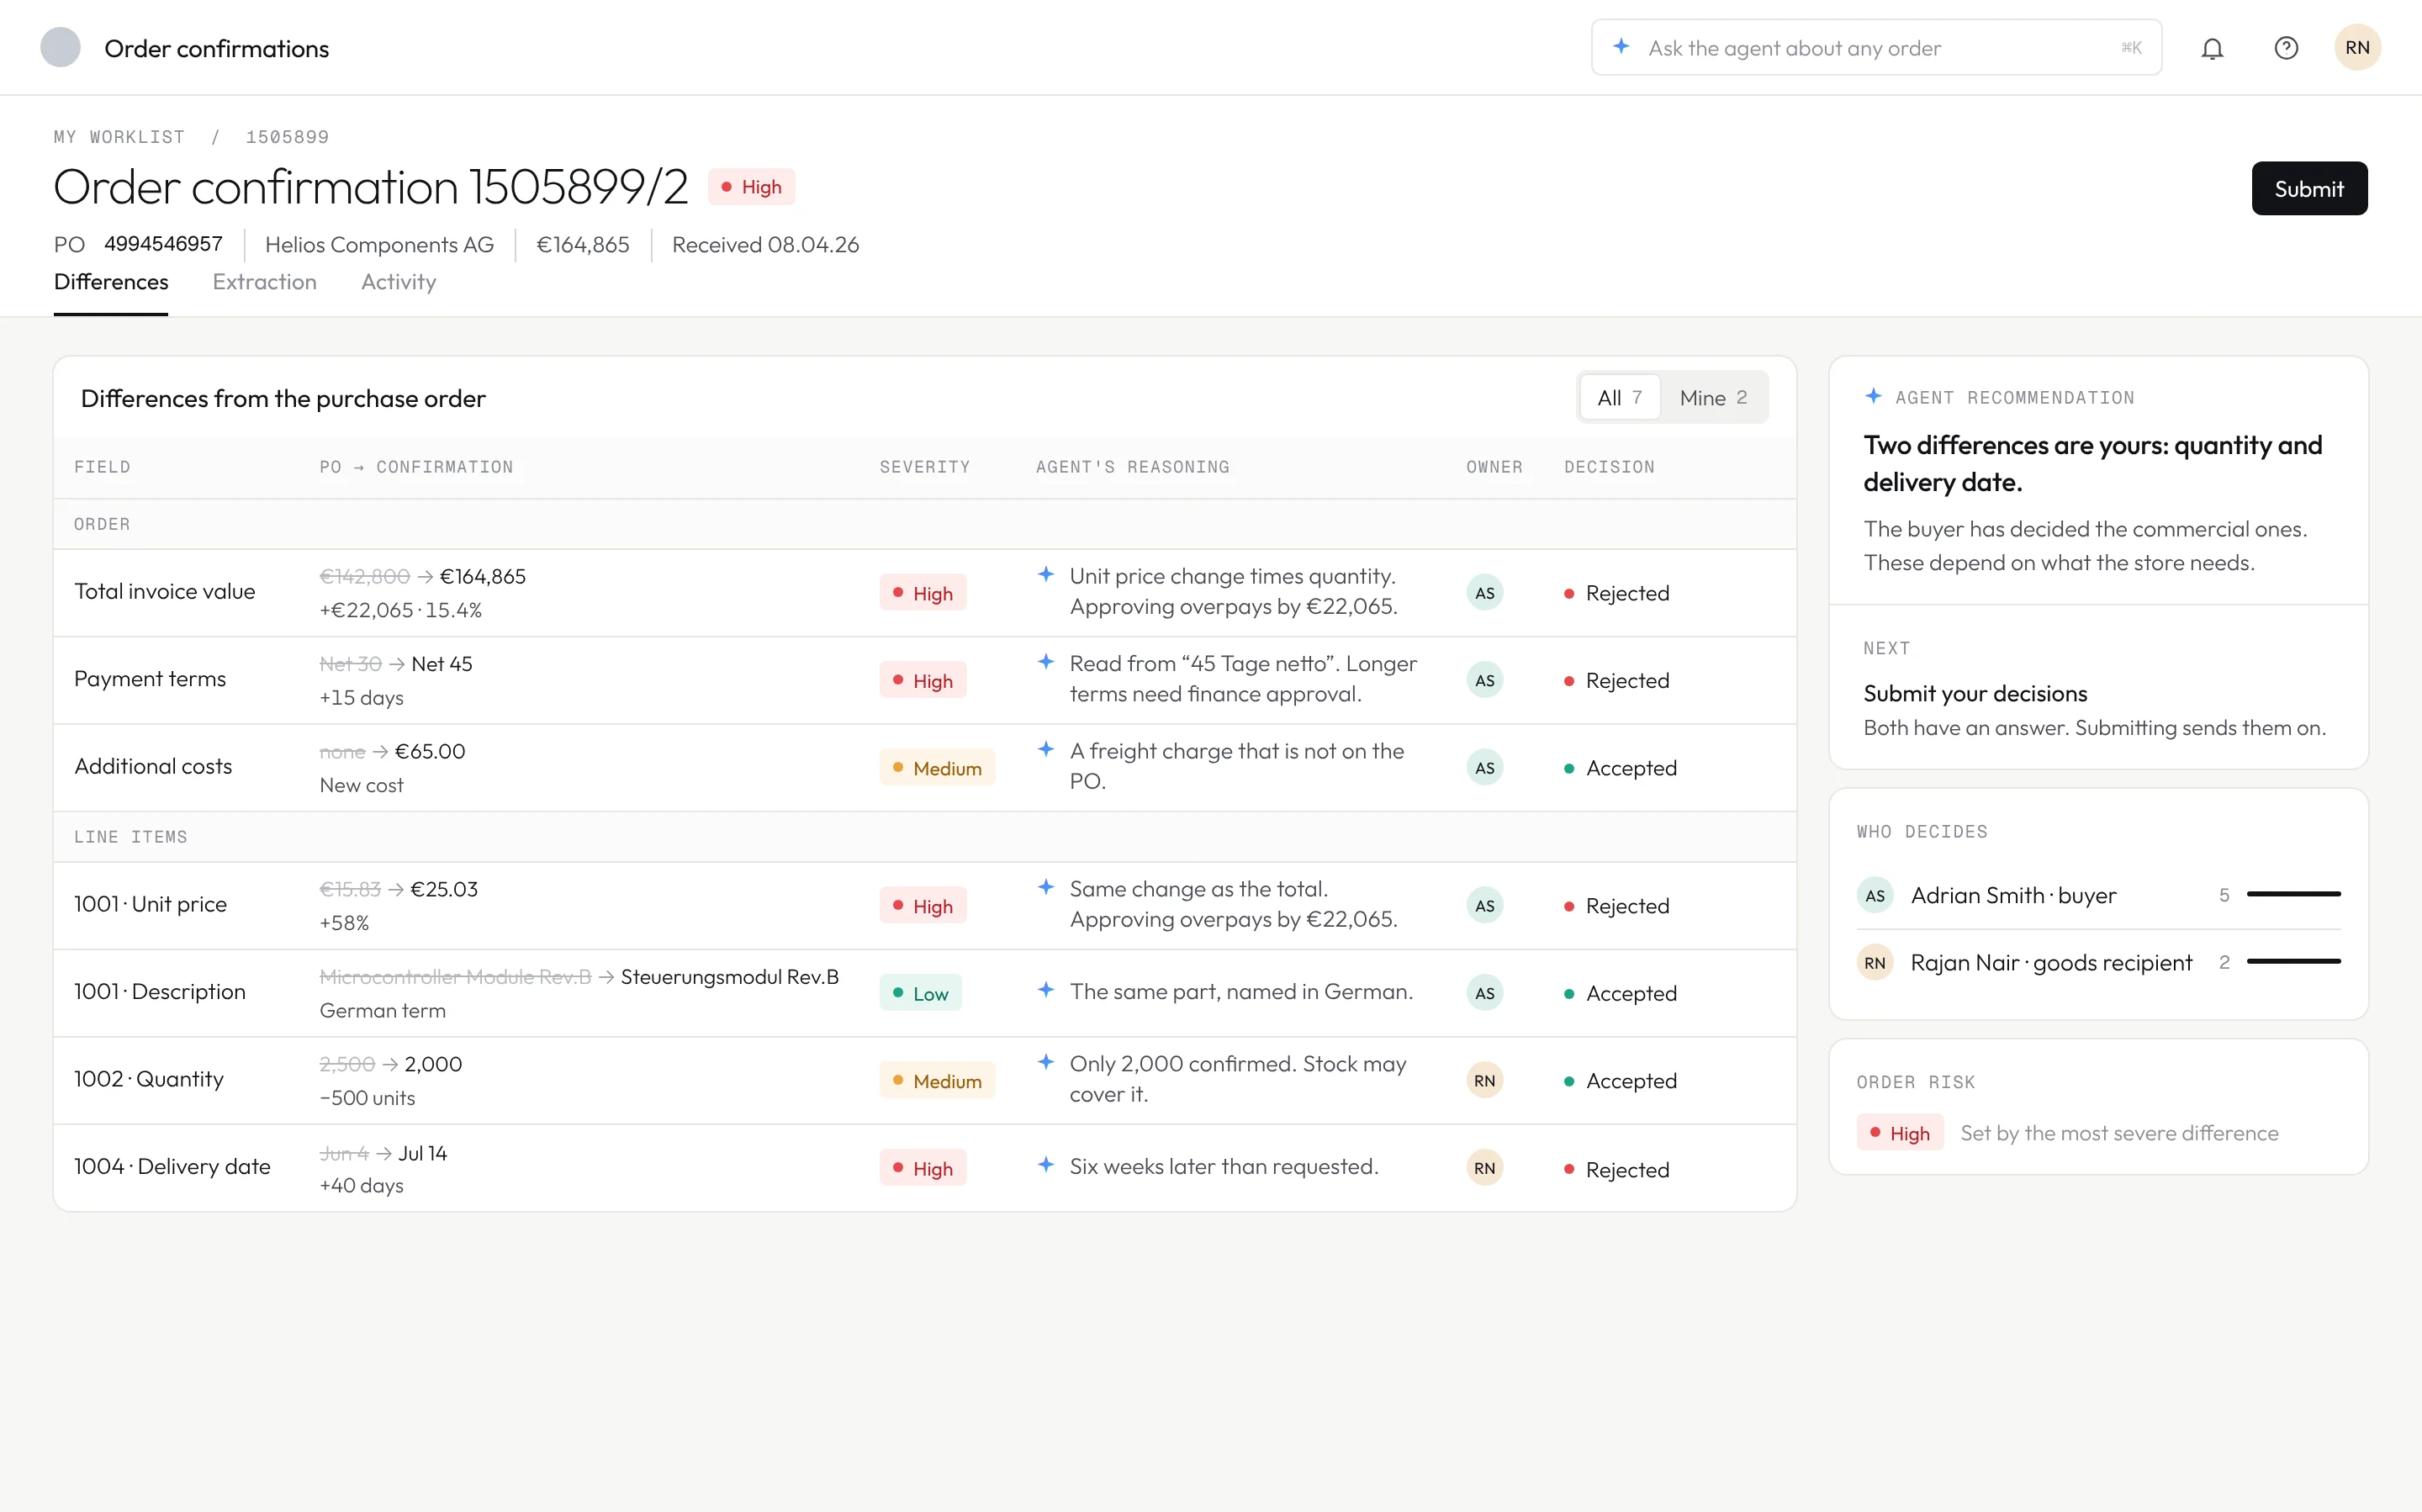 Order confirmations
Ask the agent about any order
⌘K
RN
MY WORKLIST / 1505899
Order confirmation 1505899/2
High
Submit
PO 4994546957
Helios Components AG
€164,865
Received 08.04.26
Differences
Extraction
Activity
Differences from the purchase order
All 7
Mine 2
FIELD
PO → CONFIRMATION
SEVERITY
AGENT'S REASONING
OWNER
DECISION
ORDER
Total invoice value
€142,800 → €164,865
+€22,065 · 15.4%
High
Unit price change times quantity.
Approving overpays by €22,065.
AS
Rejected
Payment terms
Net 30 → Net 45
+15 days
High
Read from “45 Tage netto”. Longer
terms need finance approval.
AS
Rejected
Additional costs
none → €65.00
New cost
Medium
A freight charge that is not on the
PO.
AS
Accepted
LINE ITEMS
1001 · Unit price
€15.83 → €25.03
+58%
High
Same change as the total.
Approving overpays by €22,065.
AS
Rejected
1001 · Description
Microcontroller Module Rev.B → Steuerungsmodul Rev.B
German term
Low
The same part, named in German.
AS
Accepted
1002 · Quantity
2,500 → 2,000
−500 units
Medium
Only 2,000 confirmed. Stock may
cover it.
RN
Accepted
1004 · Delivery date
Jun 4 → Jul 14
+40 days
High
Six weeks later than requested.
RN
Rejected
AGENT RECOMMENDATION
Two differences are yours: quantity and
delivery date.
The buyer has decided the commercial ones.
These depend on what the store needs.
NEXT
Submit your decisions
Both have an answer. Submitting sends them on.
WHO DECIDES
AS
Adrian Smith · buyer
5
RN
Rajan Nair · goods recipient
2
ORDER RISK
High
Set by the most severe difference